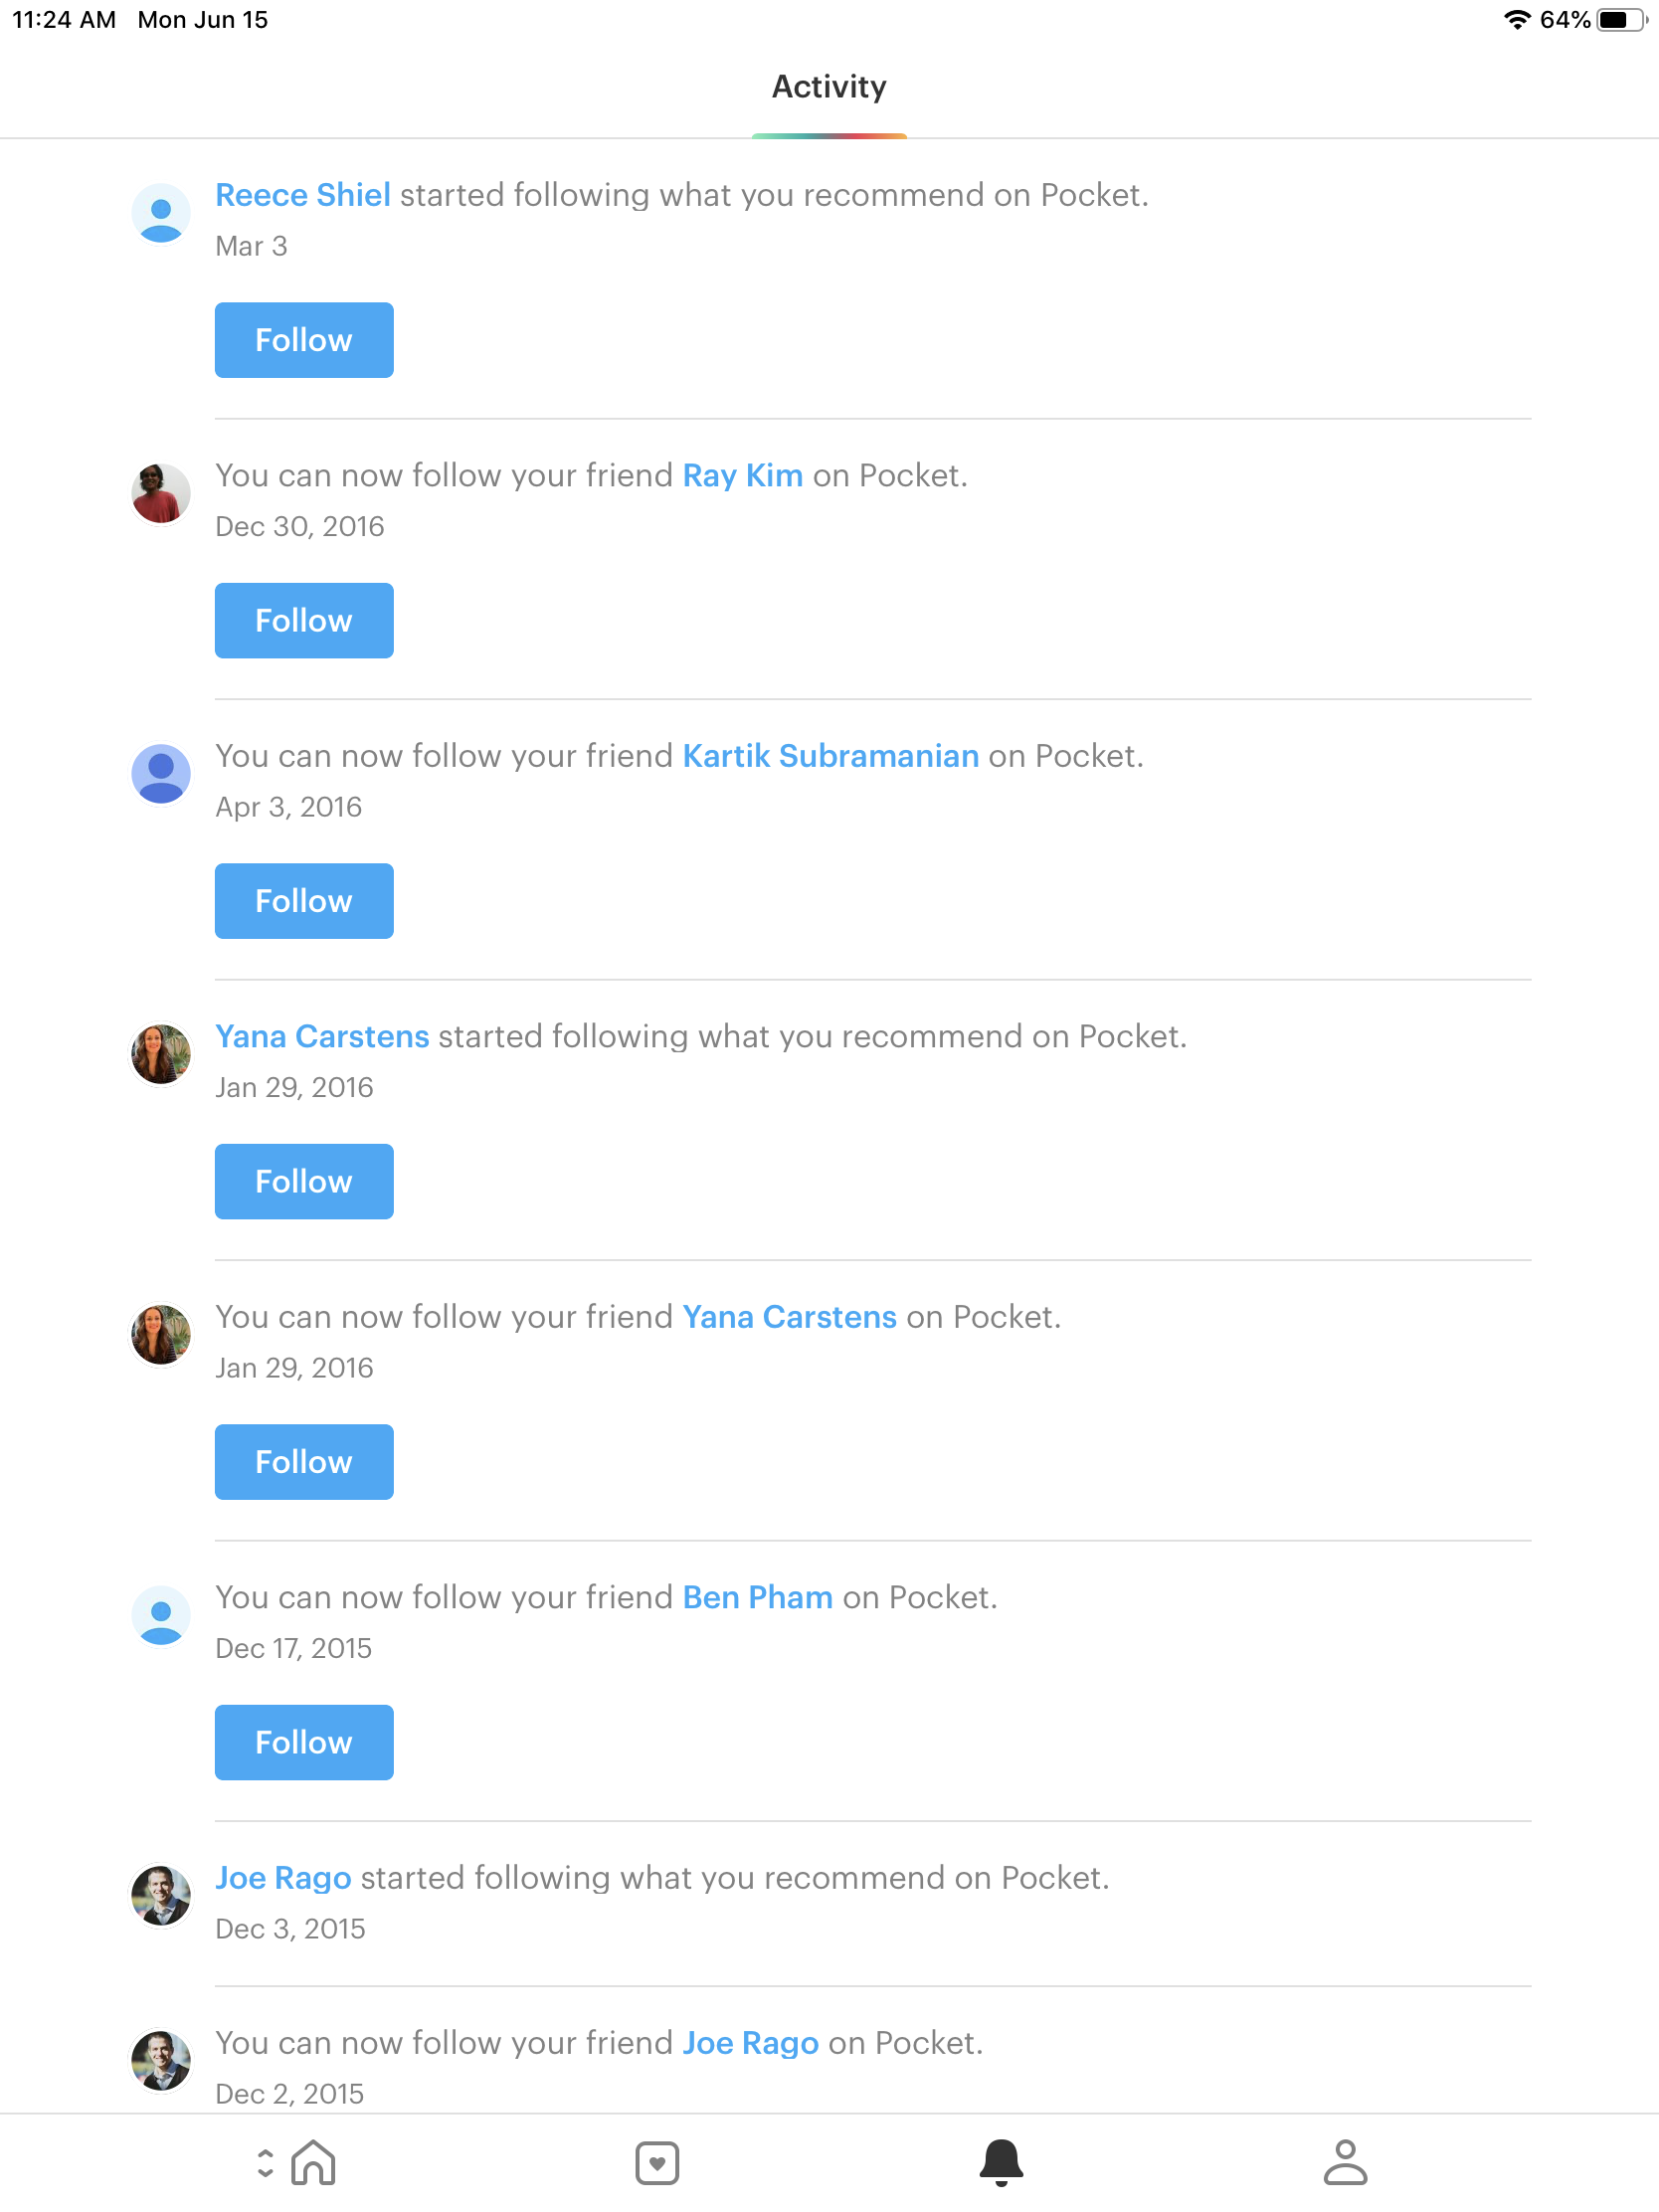 11:24 AM Mon Jun 15 64%
Activity
Reece Shiel started following what you recommend on Pocket.
Mar 3
Follow
You can now follow your friend Ray Kim on Pocket.
Dec 30, 2016
Follow
You can now follow your friend Kartik Subramanian on Pocket.
Apr 3, 2016
Follow
Yana Carstens started following what you recommend on Pocket.
Jan 29, 2016
Follow
You can now follow your friend Yana Carstens on Pocket.
Jan 29, 2016
Follow
You can now follow your friend Ben Pham on Pocket.
Dec 17, 2015
Follow
Joe Rago started following what you recommend on Pocket.
Dec 3, 2015
You can now follow your friend Joe Rago on Pocket.
Dec 2, 2015